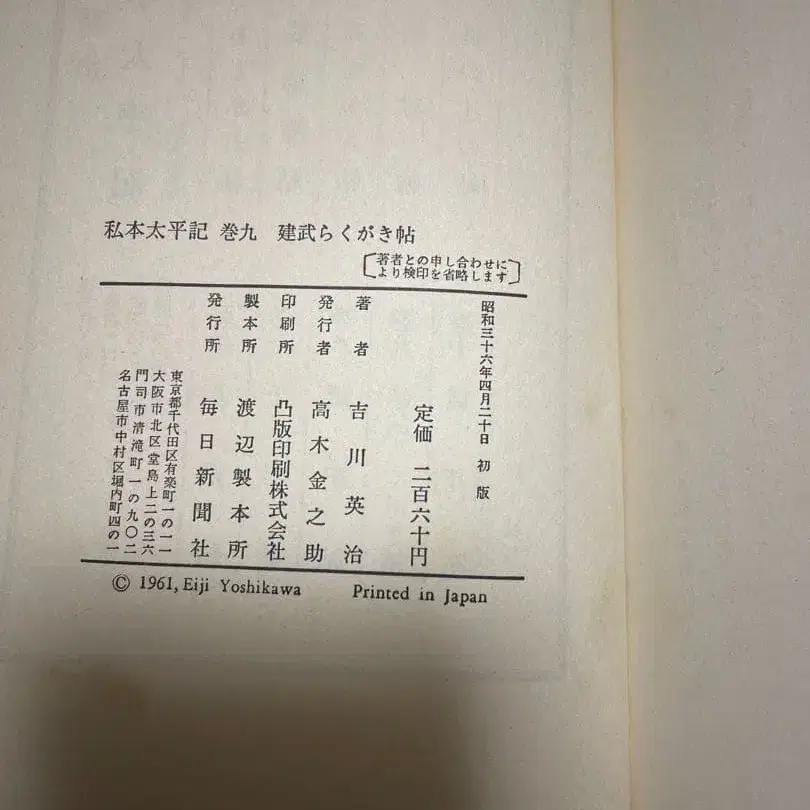 私本太平記 巻九 建武らくがき帖
著者との申し合わせに
より検印を省略します
昭和三十六年四月二十日 初版
定価 二百六十円
著者 吉川英治
発行者 高木金之助
印刷所 凸版印刷株式会社
製本所 渡辺製本所
発行所 毎日新聞社
東京都千代田区有楽町一の一一
大阪市北区堂島上二の三六
門司市清滝町一の九〇二
名古屋市中村区堀内町四の一
© 1961, Eiji Yoshikawa Printed in Japan